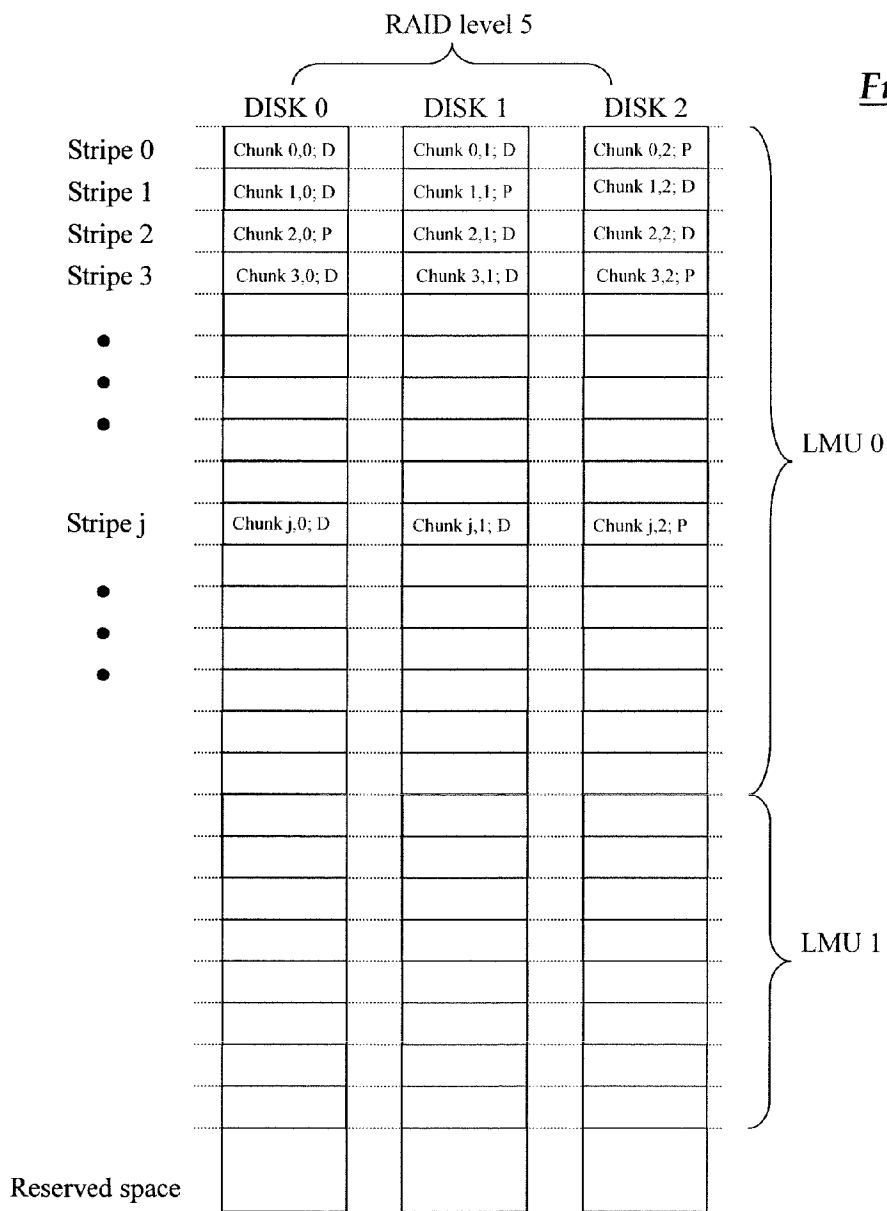 RAID level 5
DISK 0 DISK 1 DISK 2
Stripe 0 Chunk 0,0; D Chunk 0,1; D Chunk 0,2; P
Stripe 1 Chunk 1,0; D Chunk 1,1; P Chunk 1,2; D
Stripe 2 Chunk 2,0; P Chunk 2,1; D Chunk 2,2; D
Stripe 3 Chunk 3,0; D Chunk 3,1; D Chunk 3,2; P
LMU 0
Stripe j Chunk j,0; D Chunk j,1; D Chunk j,2; P
LMU 1
Reserved space